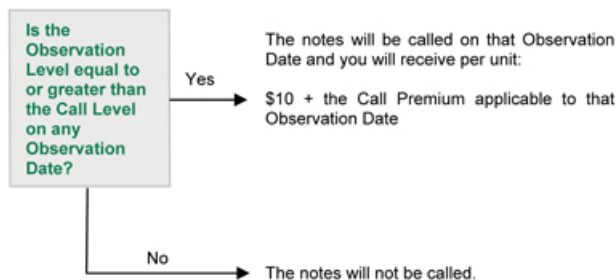 Is the
Observation
Level equal to
or greater than
the Call Level
on any
Observation
Date?
Yes
The notes will be called on that Observation
Date and you will receive per unit:
$10 + the Call Premium applicable to that
Observation Date
No
The notes will not be called.